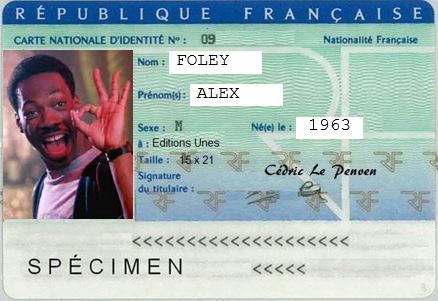 RÉPUBLIQUE FRANÇAISE
CARTE NATIONALE D'IDENTITÉ Nº : 09 Nationalité Française
Nom : FOLEY
Prénom(s) : ALEX
Sexe : M Né(e) le : 1963
à : Editions Unes
Taille : 15 x 21
Signature
du titulaire : Cédric Le Penven
<<<<<<<<<<<<<<<<<<<<
SPÉCIMEN <<<<<